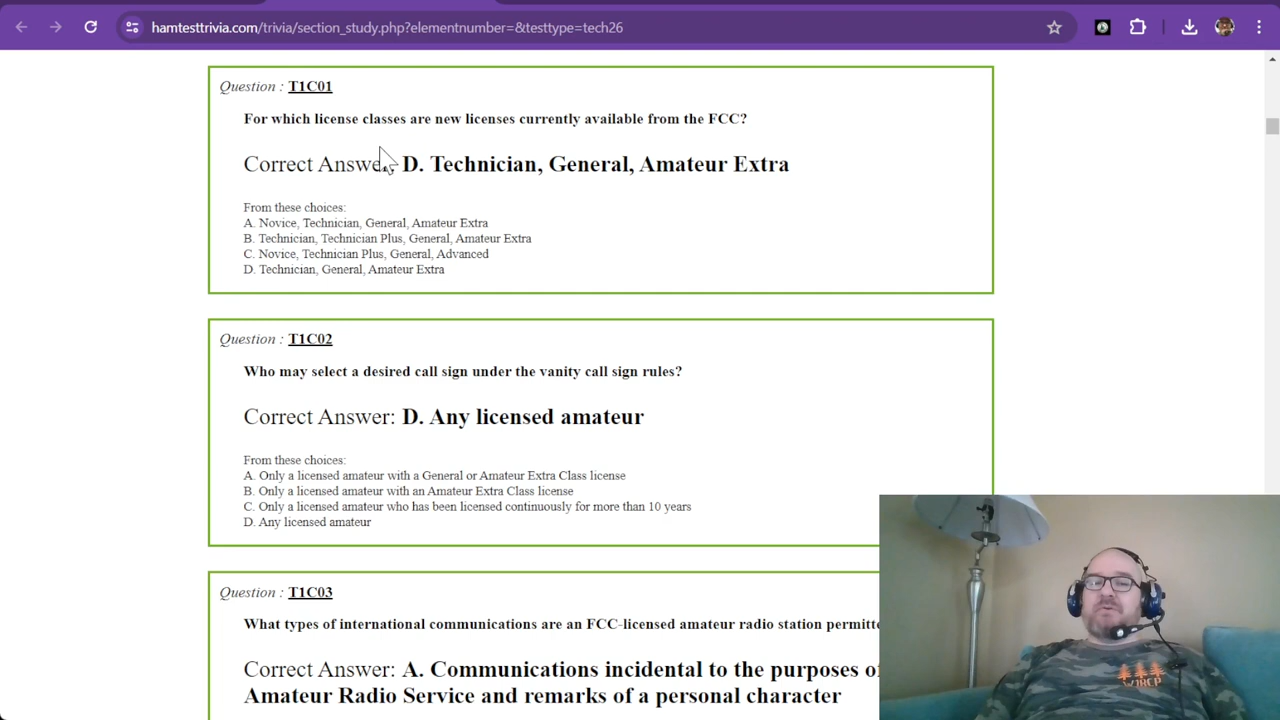 hamtesttrivia.com/trivia/section_study.php?elementnumber=&testtype=tech26
Question : T1C01
For which license classes are new licenses currently available from the FCC?
Correct Answer: D. Technician, General, Amateur Extra
From these choices:
A. Novice, Technician, General, Amateur Extra
B. Technician, Technician Plus, General, Amateur Extra
C. Novice, Technician Plus, General, Advanced
D. Technician, General, Amateur Extra
Question : T1C02
Who may select a desired call sign under the vanity call sign rules?
Correct Answer: D. Any licensed amateur
From these choices:
A. Only a licensed amateur with a General or Amateur Extra Class license
B. Only a licensed amateur with an Amateur Extra Class license
C. Only a licensed amateur who has been licensed continuously for more than 10 years
D. Any licensed amateur
Question : T1C03
What types of international communications are an FCC-licensed amateur radio station permitte
Correct Answer: A. Communications incidental to the purposes of
Amateur Radio Service and remarks of a personal character